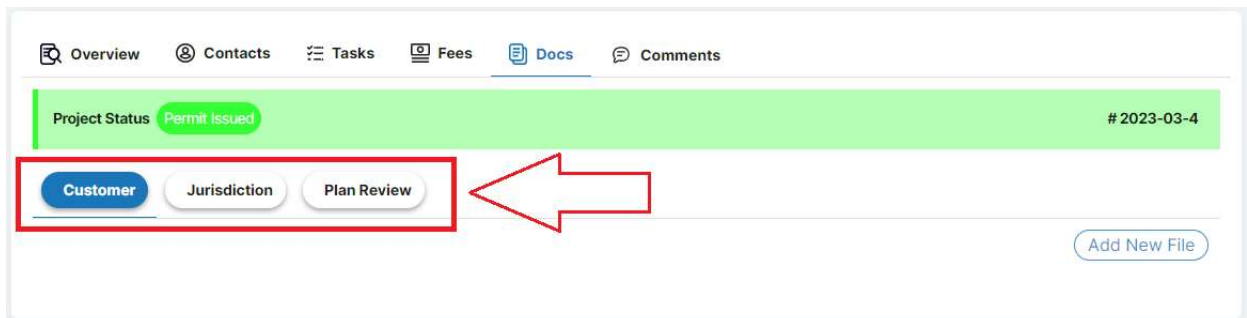 Overview Contacts Tasks Fees Docs Comments
Project Status Permit Issued # 2023-03-4
Customer Jurisdiction Plan Review
Add New File